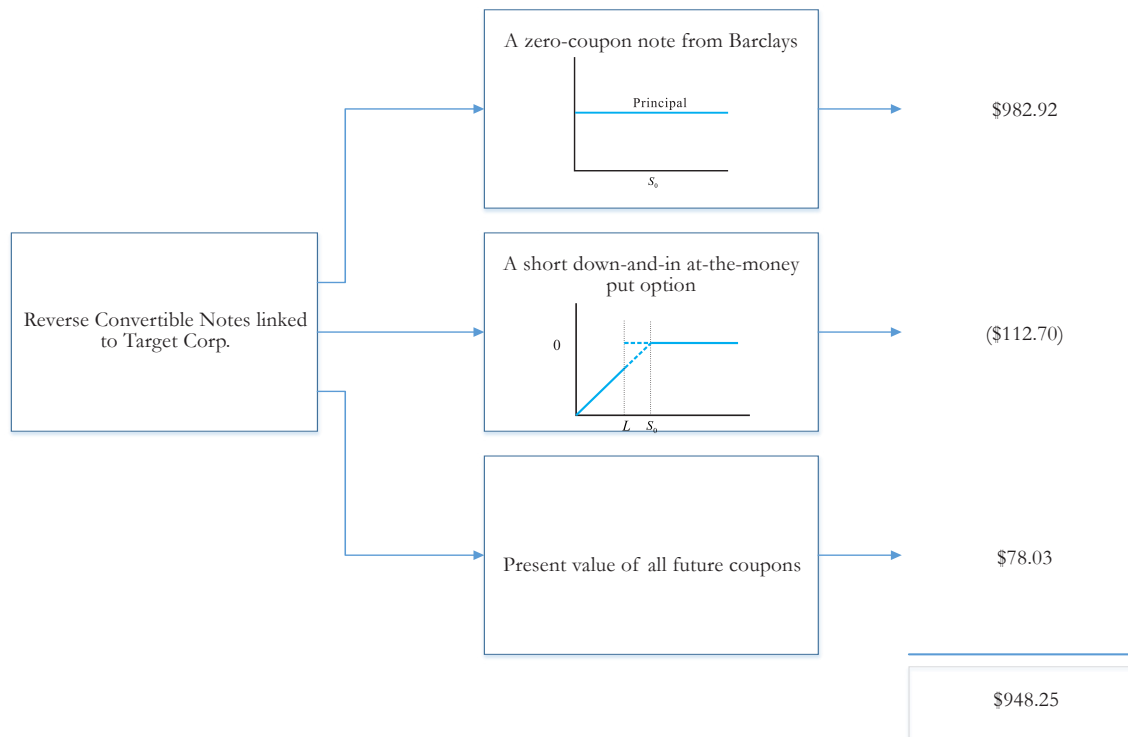 A zero-coupon note from Barclays
Principal
S₀
$982.92
Reverse Convertible Notes linked
to Target Corp.
A short down-and-in at-the-money
put option
0
L S₀
($112.70)
Present value of all future coupons
$78.03
$948.25